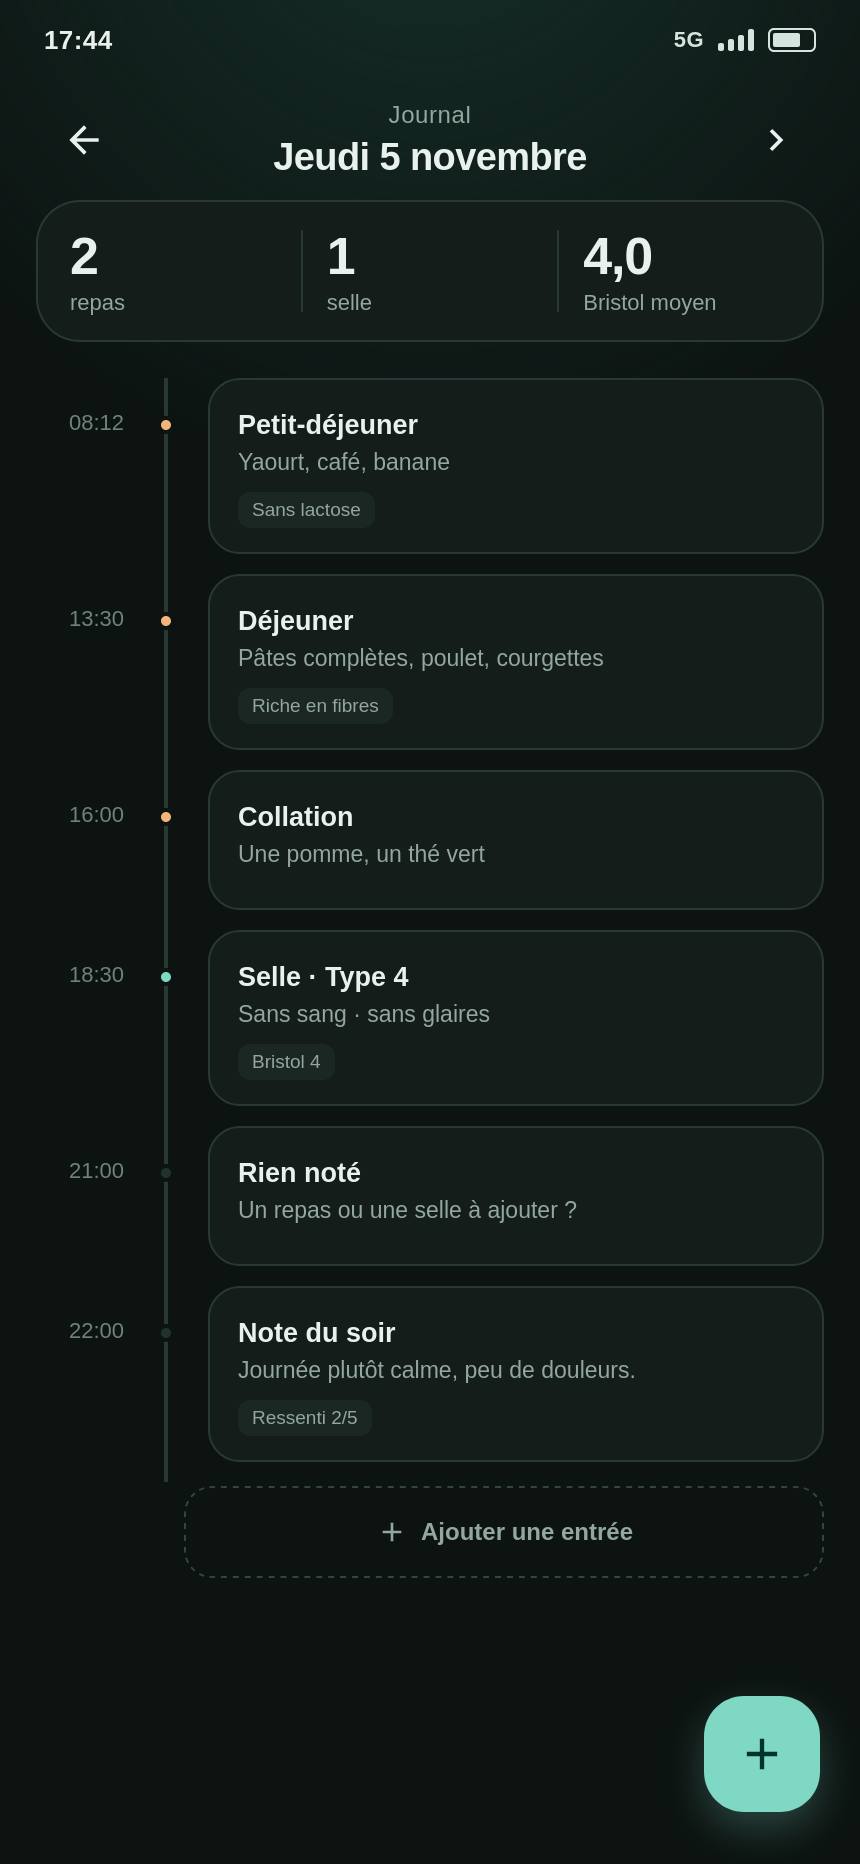 17:44
5G
Journal
Jeudi 5 novembre
2
repas
1
selle
4,0
Bristol moyen
08:12
Petit-déjeuner
Yaourt, café, banane
Sans lactose
13:30
Déjeuner
Pâtes complètes, poulet, courgettes
Riche en fibres
16:00
Collation
Une pomme, un thé vert
18:30
Selle · Type 4
Sans sang · sans glaires
Bristol 4
21:00
Rien noté
Un repas ou une selle à ajouter ?
22:00
Note du soir
Journée plutôt calme, peu de douleurs.
Ressenti 2/5
Ajouter une entrée